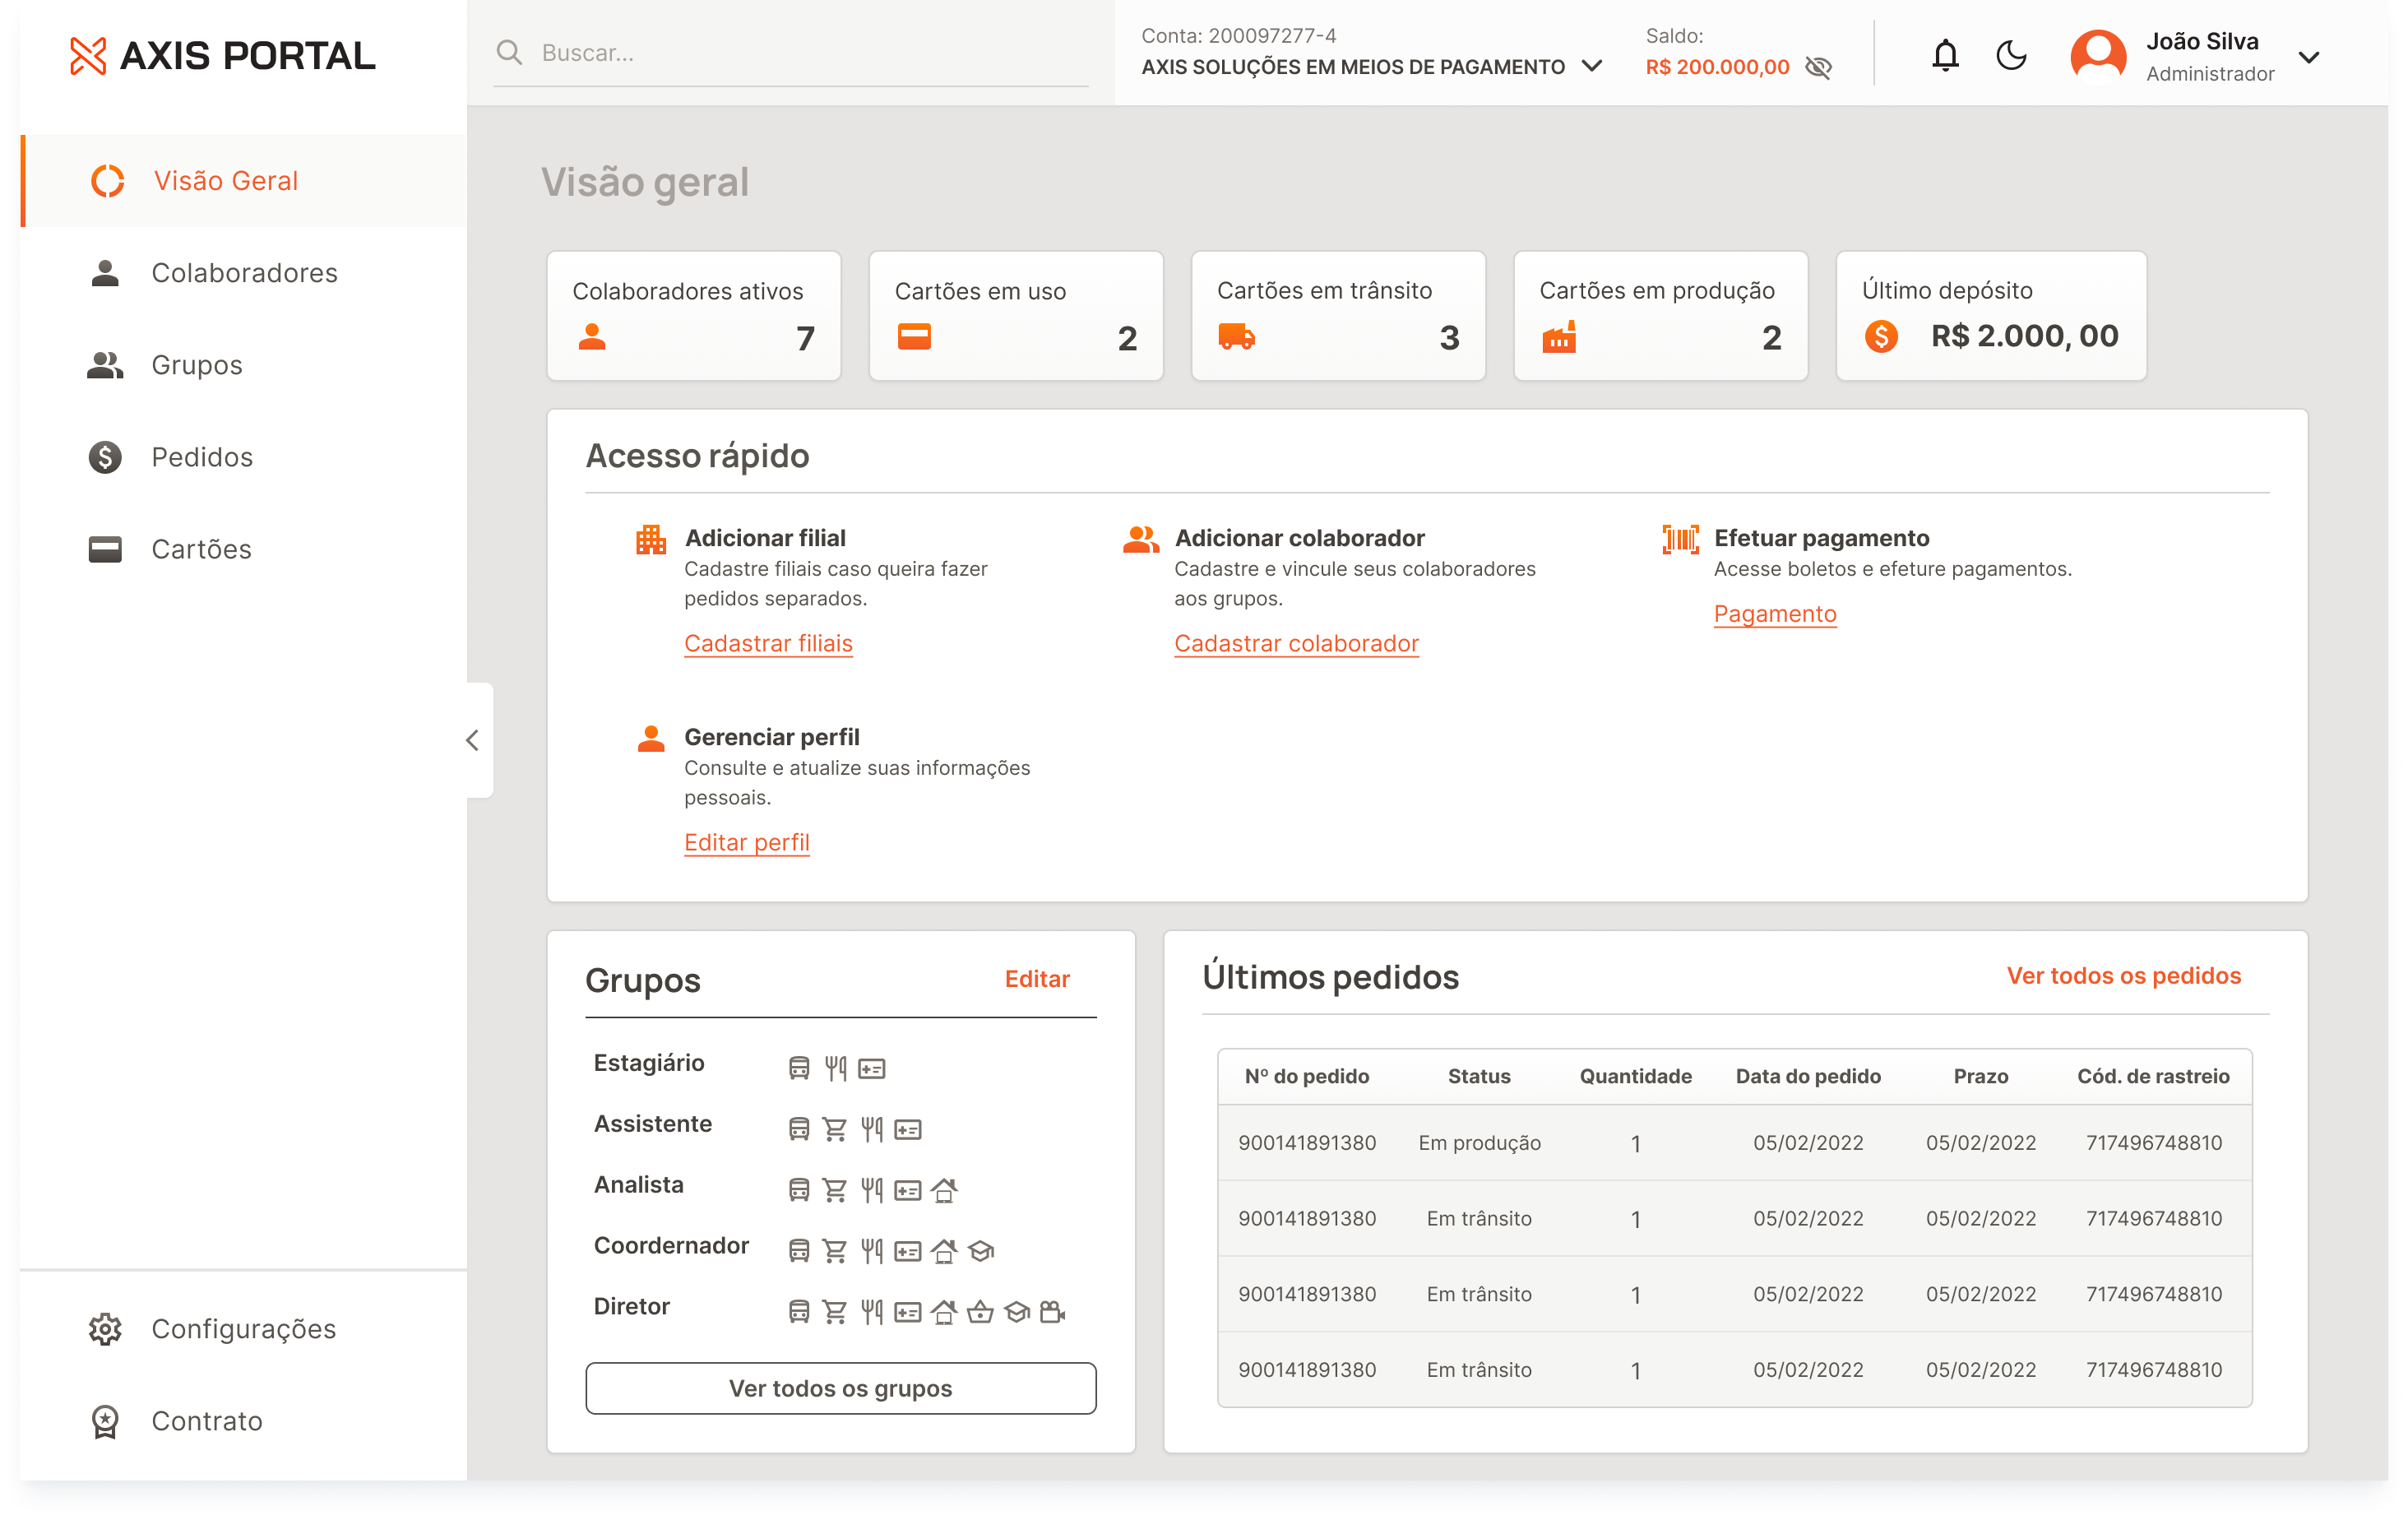 AXIS PORTAL
Buscar...
Conta: 200097277-4
AXIS SOLUÇÕES EM MEIOS DE PAGAMENTO
Saldo:
R$ 200.000,00
João Silva
Administrador
Visão Geral
Colaboradores
Grupos
Pedidos
Cartões
Configurações
Contrato
Visão geral
Colaboradores ativos
7
Cartões em uso
2
Cartões em trânsito
3
Cartões em produção
2
Último depósito
R$ 2.000, 00
Acesso rápido
Adicionar filial
Cadastre filiais caso queira fazer
pedidos separados.
Cadastrar filiais
Adicionar colaborador
Cadastre e vincule seus colaboradores
aos grupos.
Cadastrar colaborador
Efetuar pagamento
Acesse boletos e efeture pagamentos.
Pagamento
Gerenciar perfil
Consulte e atualize suas informações
pessoais.
Editar perfil
Grupos
Editar
Estagiário
Assistente
Analista
Coordernador
Diretor
Ver todos os grupos
Últimos pedidos
Ver todos os pedidos
Nº do pedido Status Quantidade Data do pedido Prazo Cód. de rastreio
900141891380 Em produção 1 05/02/2022 05/02/2022 717496748810
900141891380 Em trânsito 1 05/02/2022 05/02/2022 717496748810
900141891380 Em trânsito 1 05/02/2022 05/02/2022 717496748810
900141891380 Em trânsito 1 05/02/2022 05/02/2022 717496748810